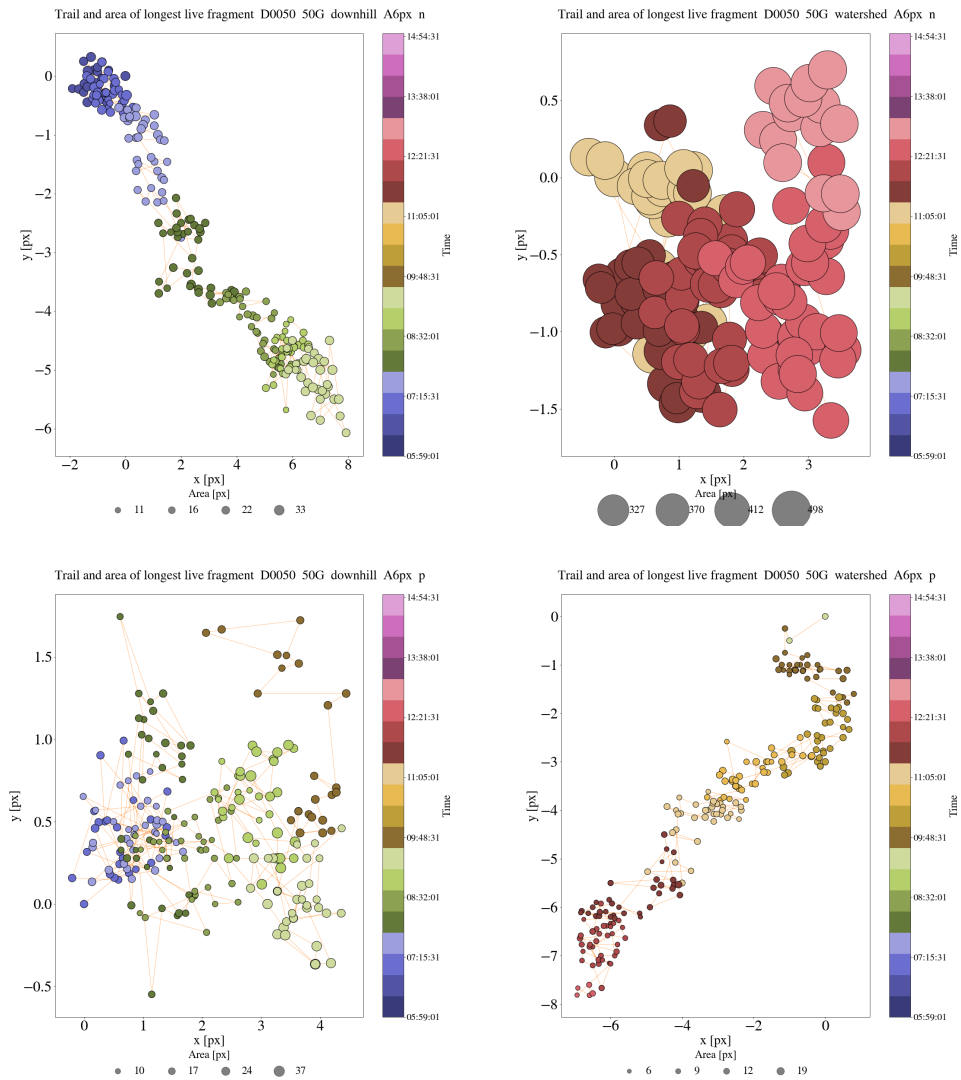 Trail and area of longest live fragment D0050 50G downhill A6px n
0
−1
−2
−3
−4
−5
−6
y [px]
−2 0 2 4 6 8
x [px]
Area [px]
11 16 22 33
14:54:31
13:38:01
12:21:31
11:05:01
09:48:31
08:32:01
07:15:31
05:59:01
Time
Trail and area of longest live fragment D0050 50G watershed A6px n
0.5
0.0
−0.5
−1.0
−1.5
y [px]
0 1 2 3
x [px]
Area [px]
327 370 412 498
14:54:31
13:38:01
12:21:31
11:05:01
09:48:31
08:32:01
07:15:31
05:59:01
Time
Trail and area of longest live fragment D0050 50G downhill A6px p
1.5
1.0
0.5
0.0
−0.5
y [px]
0 1 2 3 4
x [px]
Area [px]
10 17 24 37
14:54:31
13:38:01
12:21:31
11:05:01
09:48:31
08:32:01
07:15:31
05:59:01
Time
Trail and area of longest live fragment D0050 50G watershed A6px p
0
−1
−2
−3
−4
−5
−6
−7
−8
y [px]
−6 −4 −2 0
x [px]
Area [px]
6 9 12 19
14:54:31
13:38:01
12:21:31
11:05:01
09:48:31
08:32:01
07:15:31
05:59:01
Time